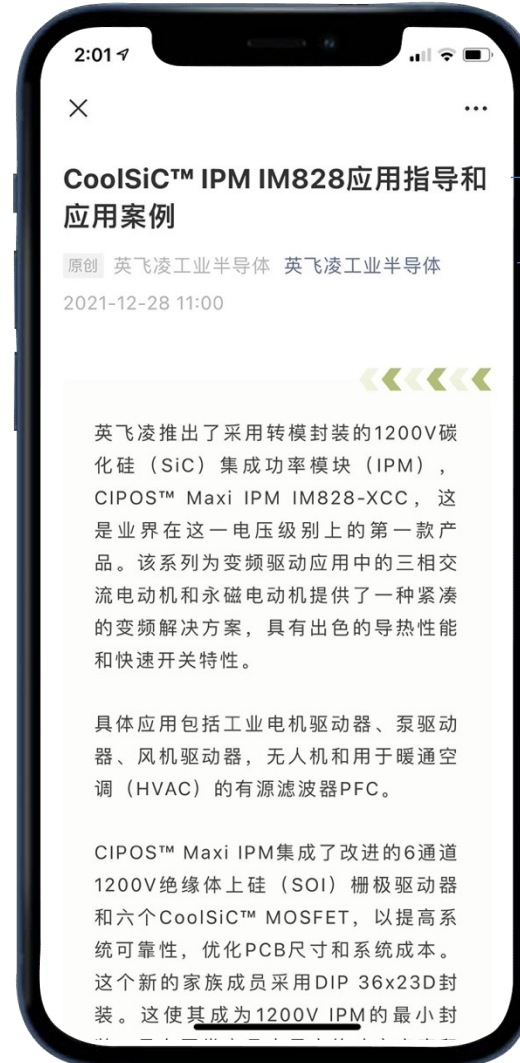 2:01
CoolSiC™ IPM IM828应用指导和
应用案例
原创 英飞凌工业半导体 英飞凌工业半导体
2021-12-28 11:00
英飞凌推出了采用转模封装的1200V碳
化硅（SiC）集成功率模块（IPM），
CIPOS™ Maxi IPM IM828-XCC，这
是业界在这一电压级别上的第一款产
品。该系列为变频驱动应用中的三相交
流电动机和永磁电动机提供了一种紧凑
的变频解决方案，具有出色的导热性能
和快速开关特性。
具体应用包括工业电机驱动器、泵驱动
器、风机驱动器，无人机和用于暖通空
调（HVAC）的有源滤波器PFC。
CIPOS™ Maxi IPM集成了改进的6通道
1200V绝缘体上硅（SOI）栅极驱动器
和六个CoolSiC™ MOSFET，以提高系
统可靠性，优化PCB尺寸和系统成本。
这个新的家族成员采用DIP 36x23D封
装。这使其成为1200V IPM的最小封